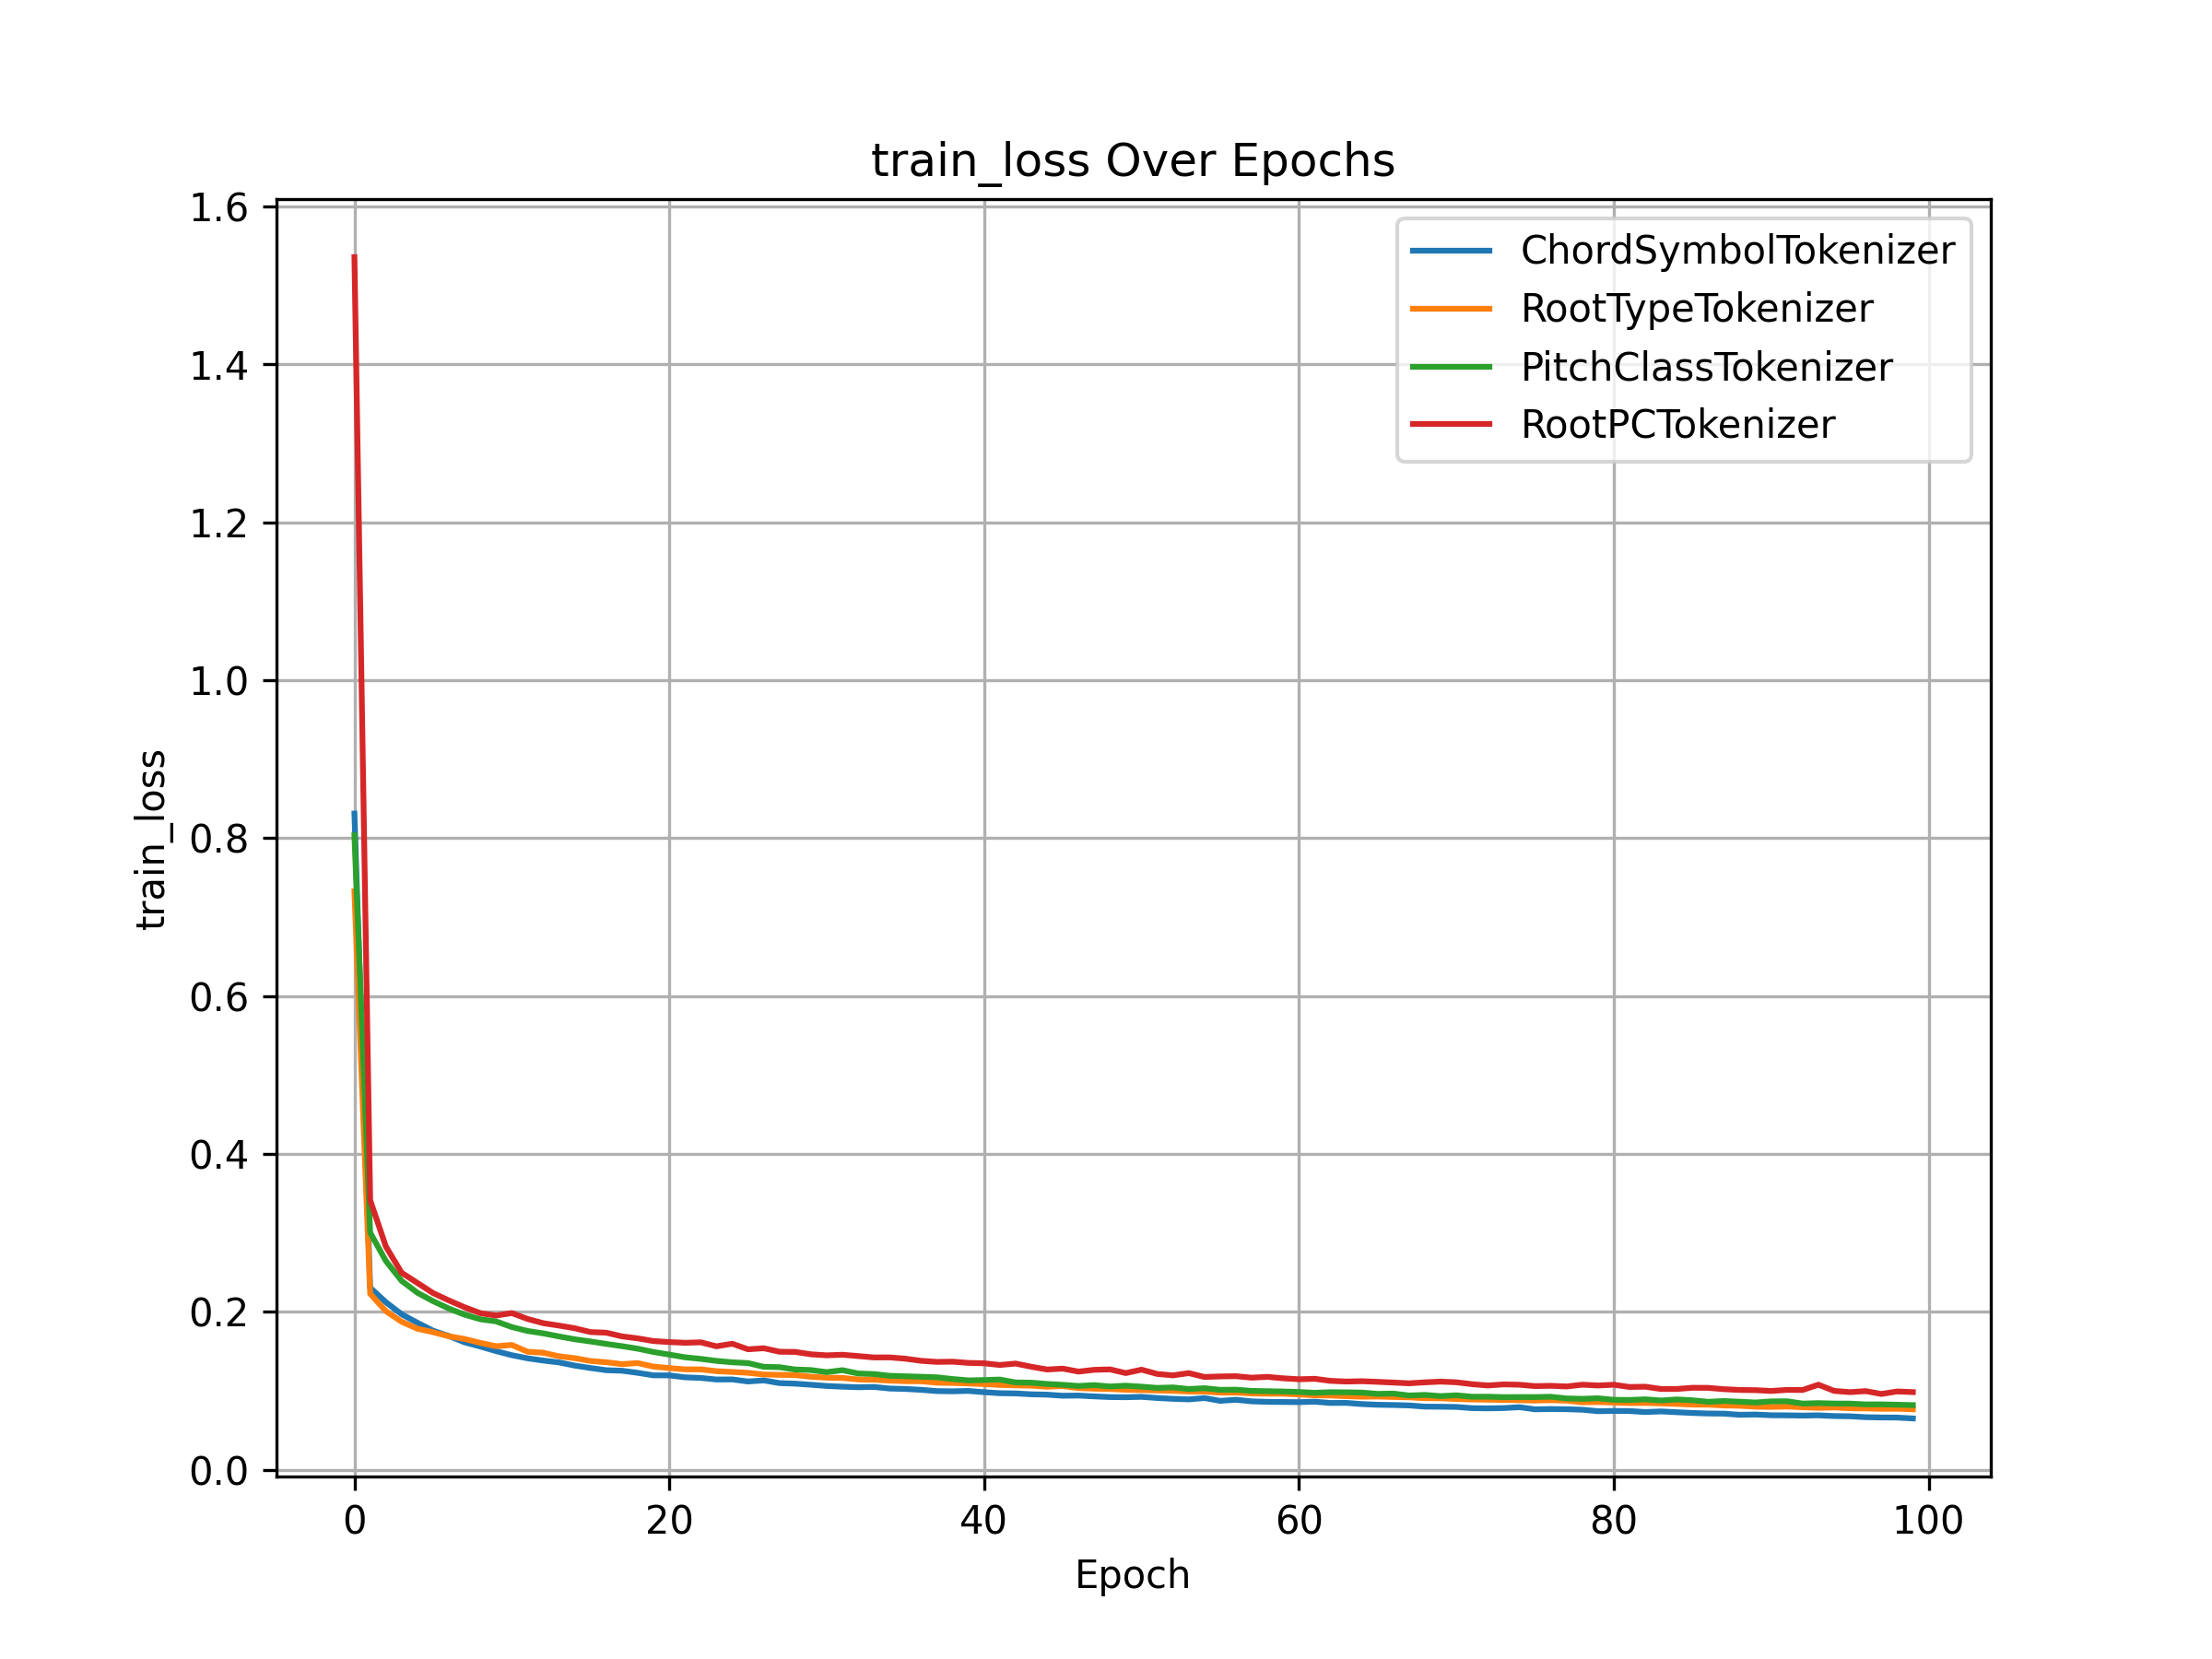 train_loss Over Epochs
1.6
1.4
1.2
1.0
0.8
0.6
0.4
0.2
0.0
train_loss
ChordSymbolTokenizer
RootTypeTokenizer
PitchClassTokenizer
RootPCTokenizer
0 20 40 60 80 100
Epoch